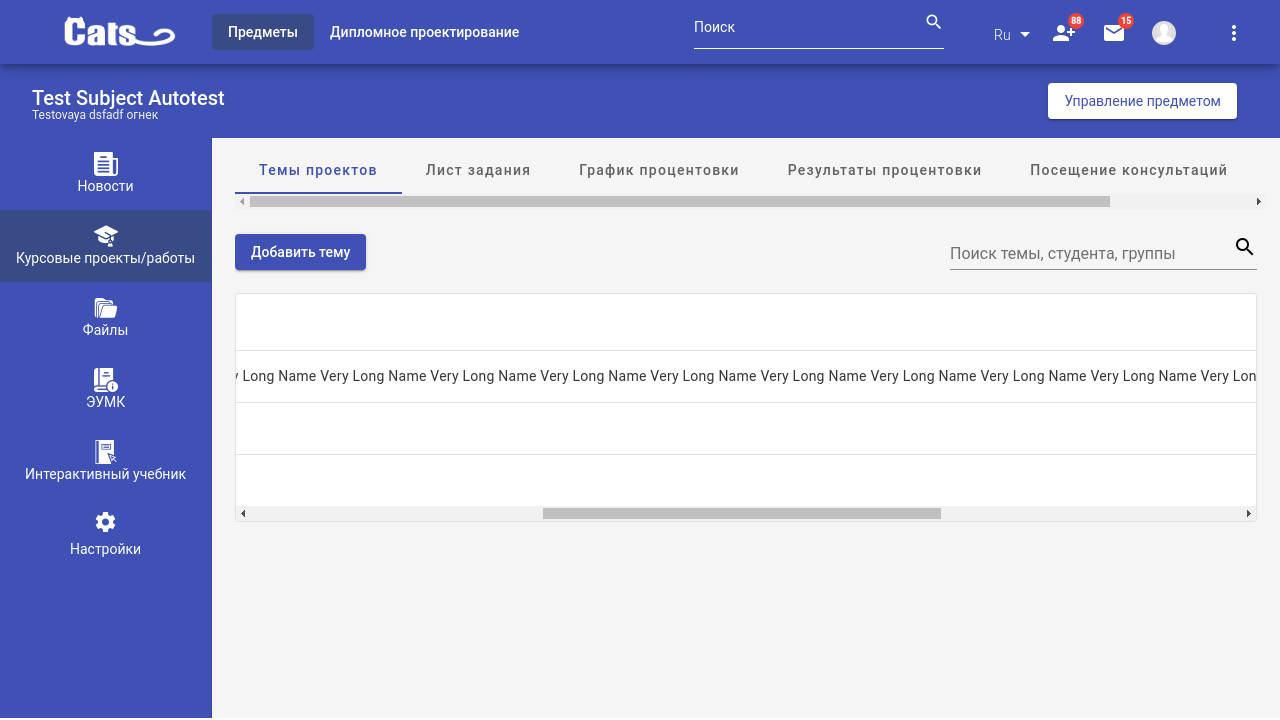 Cats
Предметы
Дипломное проектирование
Поиск
Ru
88
15
Test Subject Autotest
Testovaya dsfadf огнек
Управление предметом
Новости
Курсовые проекты/работы
Файлы
ЭУМК
Интерактивный учебник
Настройки
Темы проектов
Лист задания
График процентовки
Результаты процентовки
Посещение консультаций
Добавить тему
Поиск темы, студента, группы
y Long Name Very Long Name Very Long Name Very Long Name Very Long Name Very Long Name Very Long Name Very Long Name Very Long Name Very Lon